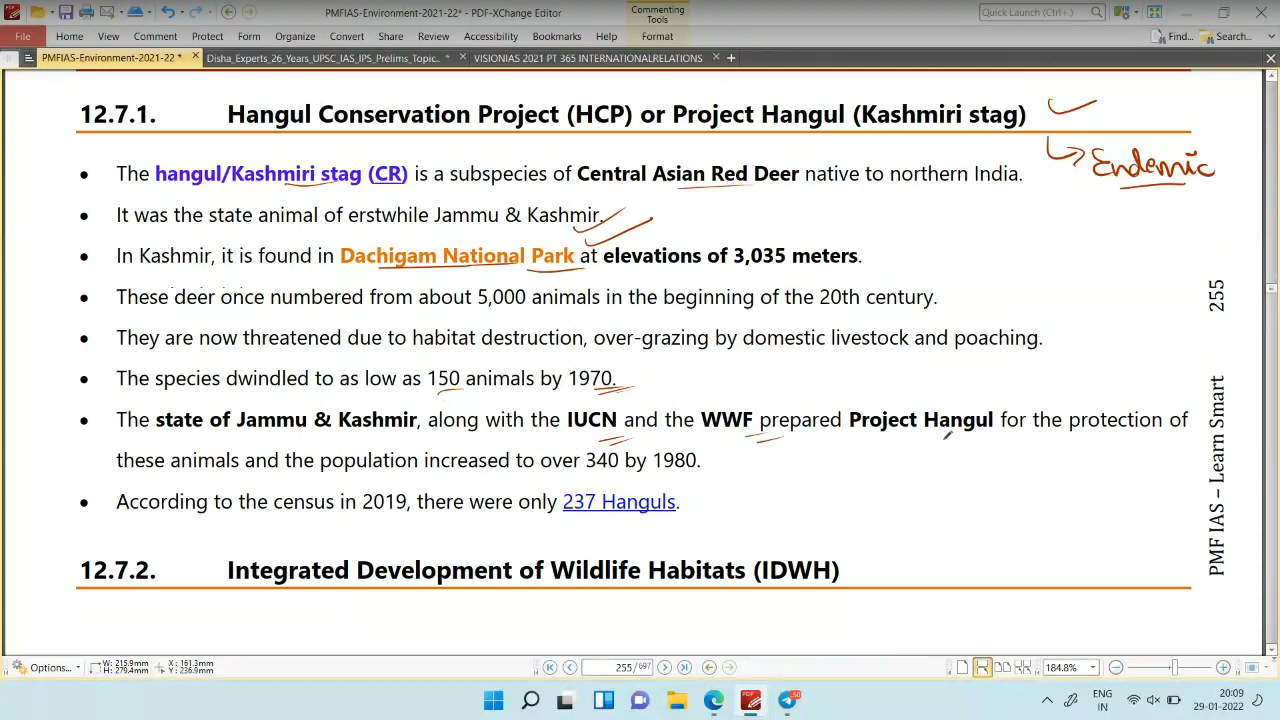 PMFIAS-Environment-2021-22* - PDF-XChange Editor
Commenting Tools
Quick Launch (Ctrl+.)
File Home View Comment Protect Form Organize Convert Share Review Accessibility Bookmarks Help Format
Find...
Search...
PMFIAS-Environment-2021-22 *
Disha_Experts_26_Years_UPSC_IAS_IPS_Prelims_Topic... *
VISIONIAS 2021 PT 365 INTERNATIONALRELATIONS
12.7.1. Hangul Conservation Project (HCP) or Project Hangul (Kashmiri stag)
Endemic
• The hangul/Kashmiri stag (CR) is a subspecies of Central Asian Red Deer native to northern India.
• It was the state animal of erstwhile Jammu & Kashmir.
• In Kashmir, it is found in Dachigam National Park at elevations of 3,035 meters.
• These deer once numbered from about 5,000 animals in the beginning of the 20th century.
• They are now threatened due to habitat destruction, over-grazing by domestic livestock and poaching.
• The species dwindled to as low as 150 animals by 1970.
• The state of Jammu & Kashmir, along with the IUCN and the WWF prepared Project Hangul for the protection of
these animals and the population increased to over 340 by 1980.
• According to the census in 2019, there were only 237 Hanguls.
12.7.2. Integrated Development of Wildlife Habitats (IDWH)
PMF IAS – Learn Smart 255
Options...
W: 215.9mm
H: 279.4mm
X: 161.3mm
Y: 236.9mm
255 / 697
184.8%
50
ENG
IN
20:09
29-01-2022